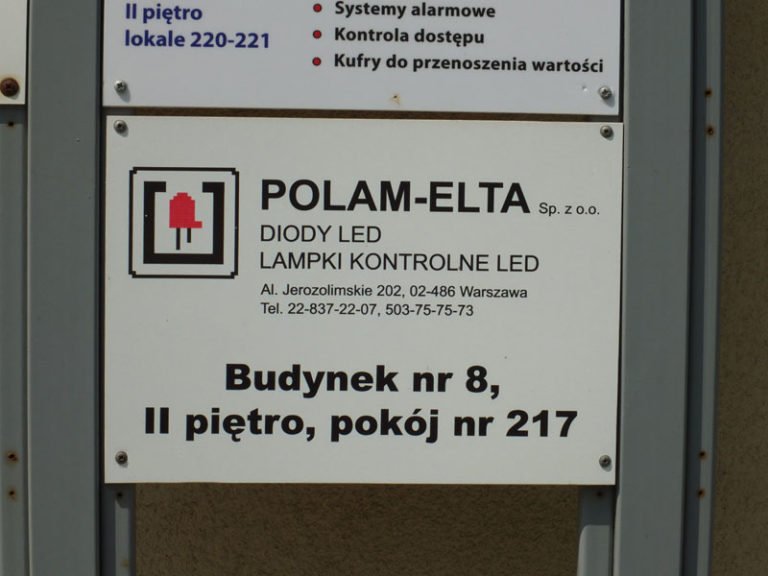 II piętro
lokale 220-221
• Systemy alarmowe
• Kontrola dostępu
• Kufry do przenoszenia wartości
POLAM-ELTA Sp. z o.o.
DIODY LED
LAMPKI KONTROLNE LED
Al. Jerozolimskie 202, 02-486 Warszawa
Tel. 22-837-22-07, 503-75-75-73
Budynek nr 8,
II piętro, pokój nr 217